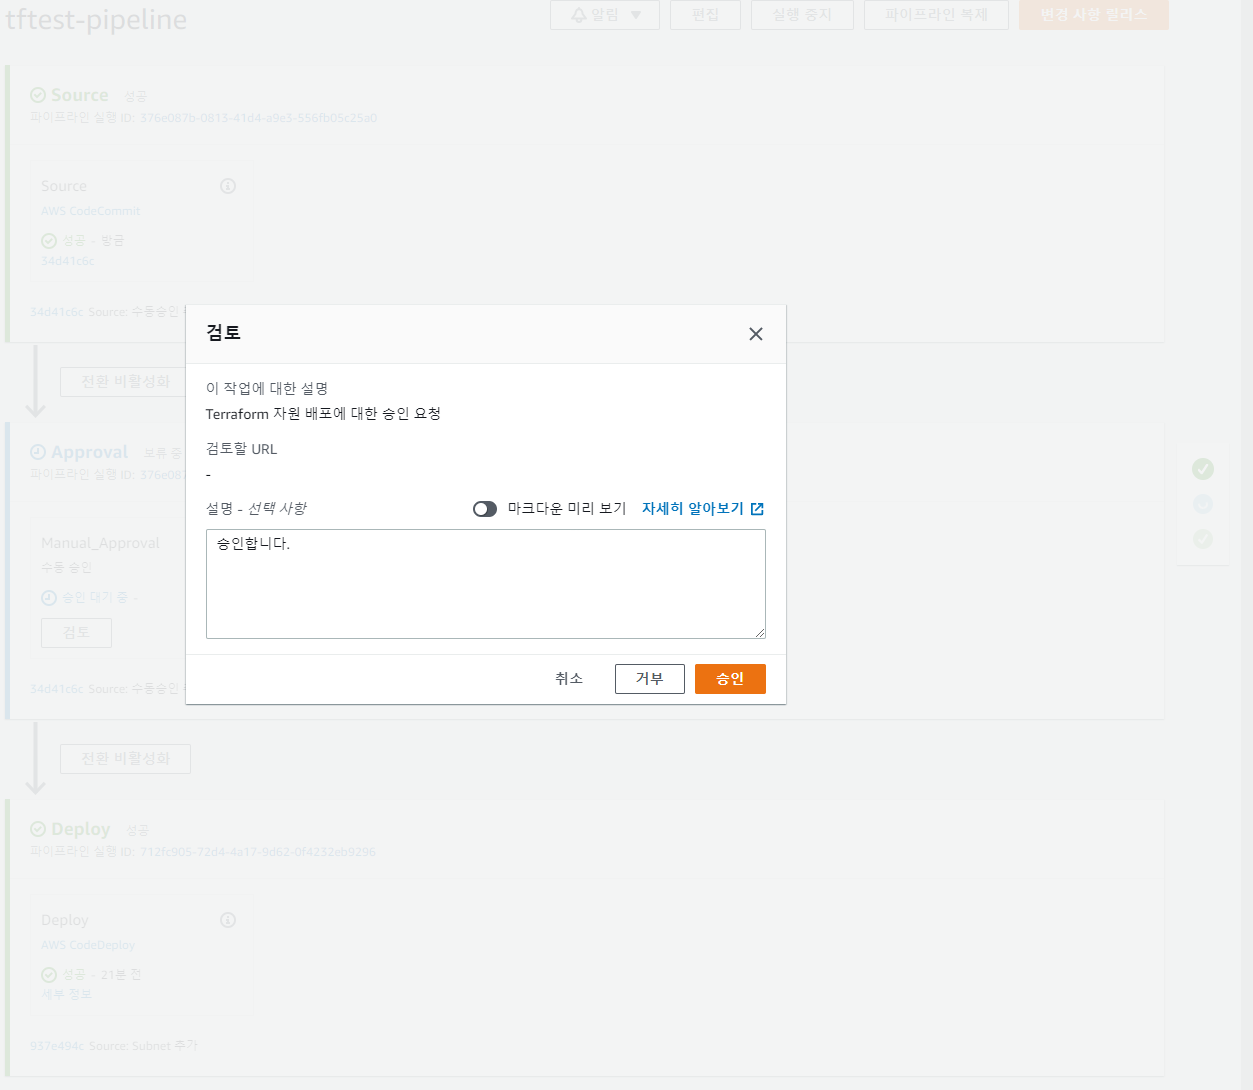 tftest-pipeline
알림 ▼
편집
실행 중지
파이프라인 복제
변경 사항 릴리스
Source 성공
파이프라인 실행 ID: 376e087b-0813-41d4-a9e3-556fb05c25a0
Source
AWS CodeCommit
성공 - 방금
34d41c6c
34d41c6c Source: 수동승인
전환 비활성화
검토
이 작업에 대한 설명
Terraform 자원 배포에 대한 승인 요청
검토할 URL
-
설명 - 선택 사항
마크다운 미리 보기
자세히 알아보기
승인합니다.
취소
거부
승인
Approval 보류 중
파이프라인 실행 ID: 376e087
Manual_Approval
수동 승인
승인 대기 중 -
검토
34d41c6c Source: 수동승인
전환 비활성화
Deploy 성공
파이프라인 실행 ID: 712fc905-72d4-4a17-9d62-0f4232eb9296
Deploy
AWS CodeDeploy
성공 - 21분 전
세부 정보
937e494c Source: Subnet 추가